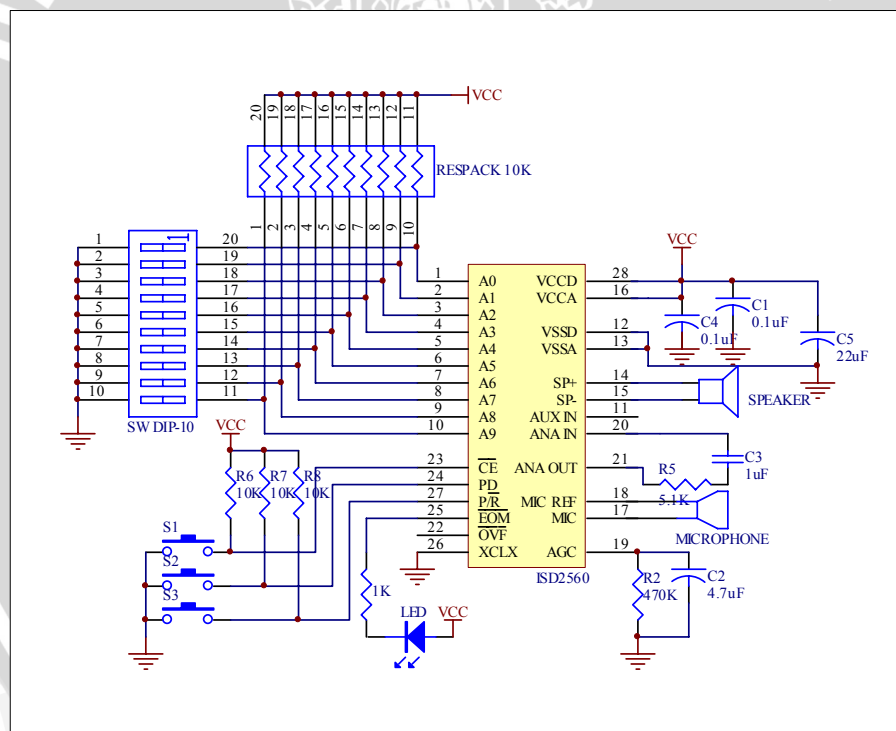 VCC
20 19 18 17 16 15 14 13 12 11
RESPACK 10K
1 2 3 4 5 6 7 8 9 10
1
1 20
2 19
3 18
4 17
5 16
6 15
7 14
8 13
9 12
10 11
SW DIP-10
VCC
1 A0 VCCD 28
2 A1 VCCA 16
3 A2
4 A3 VSSD 12
5 A4 VSSA 13
6 A5
7 A6 SP+ 14
8 A7 SP- 15
9 A8 AUX IN 11
10 A9 ANA IN 20
23 CE ANA OUT 21
24 PD
27 P/R MIC REF 18
25 EOM MIC 17
22 OVF
26 XCLX AGC 19
ISD2560
C1
0.1uF
C4
0.1uF
C5
22uF
SPEAKER
C3
1uF
R5
5.1K
MICROPHONE
R2
470K
C2
4.7uF
VCC
R6 R7 R8
10K 10K 10K
S1
S2
S3
1K
LED
VCC